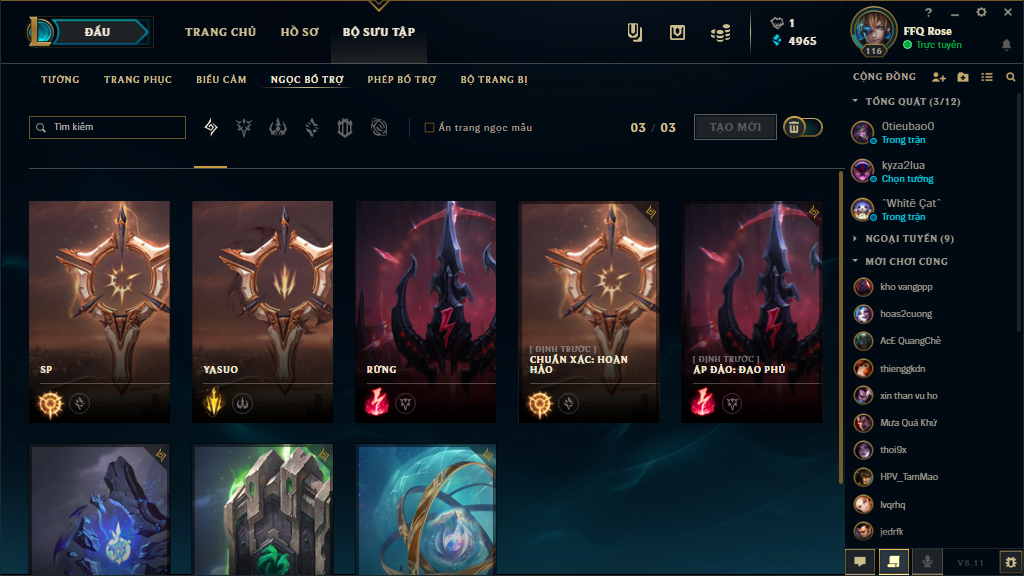 ĐẤU
TRANG CHỦ
HỒ SƠ
BỘ SƯU TẬP
1
4965
116
FFQ Rose
Trực tuyến
TƯỚNG
TRANG PHỤC
BIỂU CẢM
NGỌC BỔ TRỢ
PHÉP BỔ TRỢ
BỘ TRANG BỊ
Tìm kiếm
Ẩn trang ngọc mẫu
03 / 03
TẠO MỚI
SP
YASUO
RỪNG
[ ĐỊNH TRƯỚC ]
CHUẨN XÁC: HOÀN
HẢO
[ ĐỊNH TRƯỚC ]
ÁP ĐẢO: ĐẠO PHỦ
CỘNG ĐỒNG
TỔNG QUÁT (3/12)
0tieubao0
Trong trận
kyza2lua
Chọn tướng
ˆWhîtë Çatˆ
Trong trận
NGOẠI TUYẾN (9)
MỚI CHƠI CÙNG
kho vangppp
hoas2cuong
AcE QuangChề
thienggkdn
xin than vu ho
Mưa Quá Khứ
thoi9x
HPV_TamMao
lvqrhq
jedrfk
V8.11